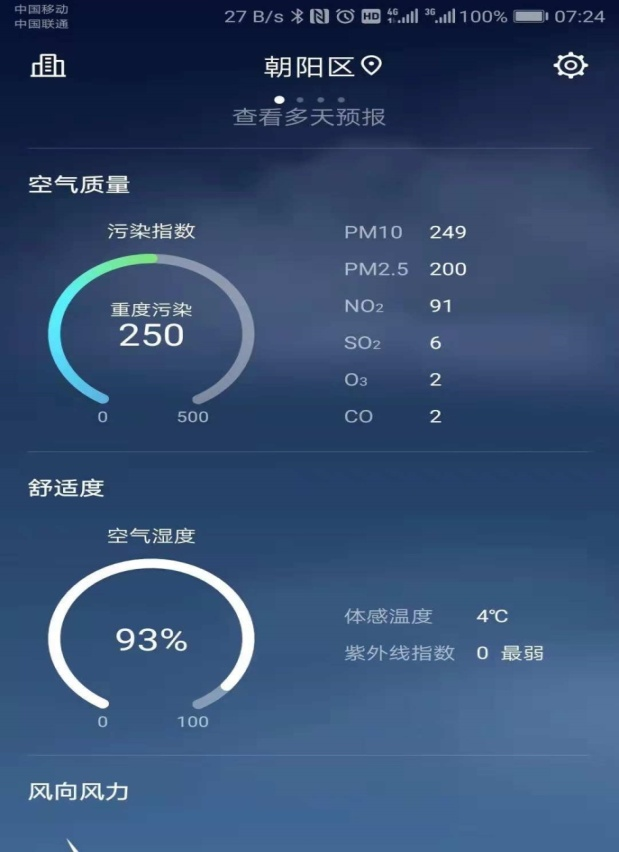 中国移动
中国联通
27 B/s HD 4G 3G 100% 07:24
朝阳区
查看多天预报
空气质量
污染指数
重度污染
250
0 500
PM10 249
PM2.5 200
NO₂ 91
SO₂ 6
O₃ 2
CO 2
舒适度
空气湿度
93%
0 100
体感温度 4℃
紫外线指数 0 最弱
风向风力